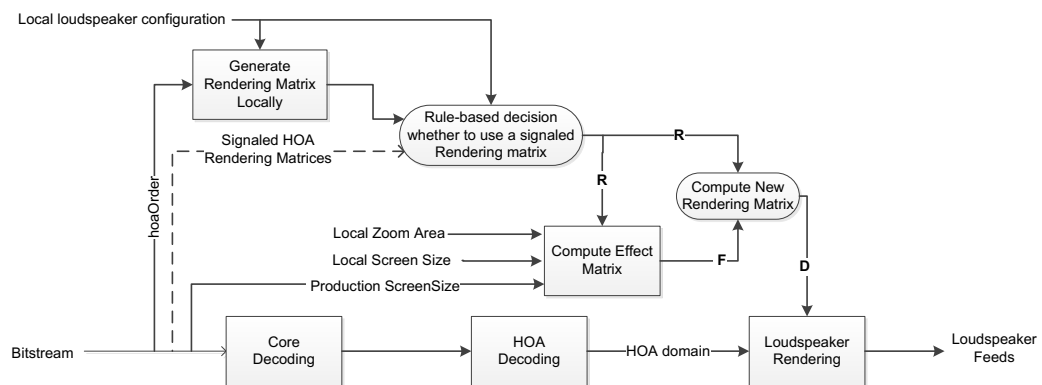 Local loudspeaker configuration
Generate
Rendering Matrix
Locally
Rule-based decision
whether to use a signaled
Rendering matrix
Signaled HOA
Rendering Matrices
hoaOrder
R
R
Compute New
Rendering Matrix
Local Zoom Area
Local Screen Size
Production ScreenSize
Compute Effect
Matrix
F
D
Bitstream
Core
Decoding
HOA
Decoding
HOA domain
Loudspeaker
Rendering
Loudspeaker
Feeds